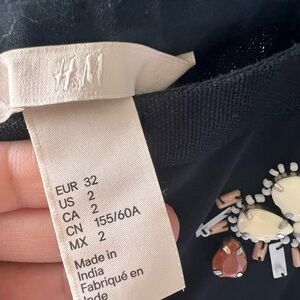 H&M
EUR 32
US 2
CA 2
CN 155/60A
MX 2
Made in
India
Fabriqué en
Inde